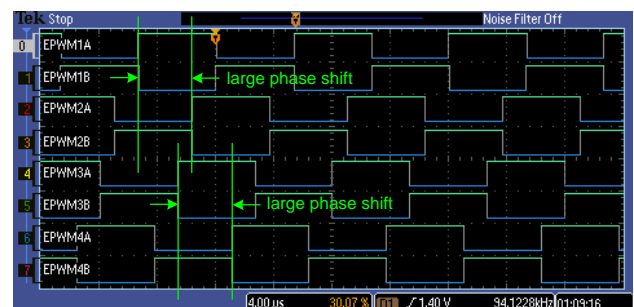 Tek Stop Noise Filter Off
0 EPWM1A
1 EPWM1B large phase shift
2 EPWM2A
3 EPWM2B
4 EPWM3A
5 EPWM3B large phase shift
6 EPWM4A
7 EPWM4B
4.00 us 30.07 % D1 1.40 V 94.1228kHz 01:09:16